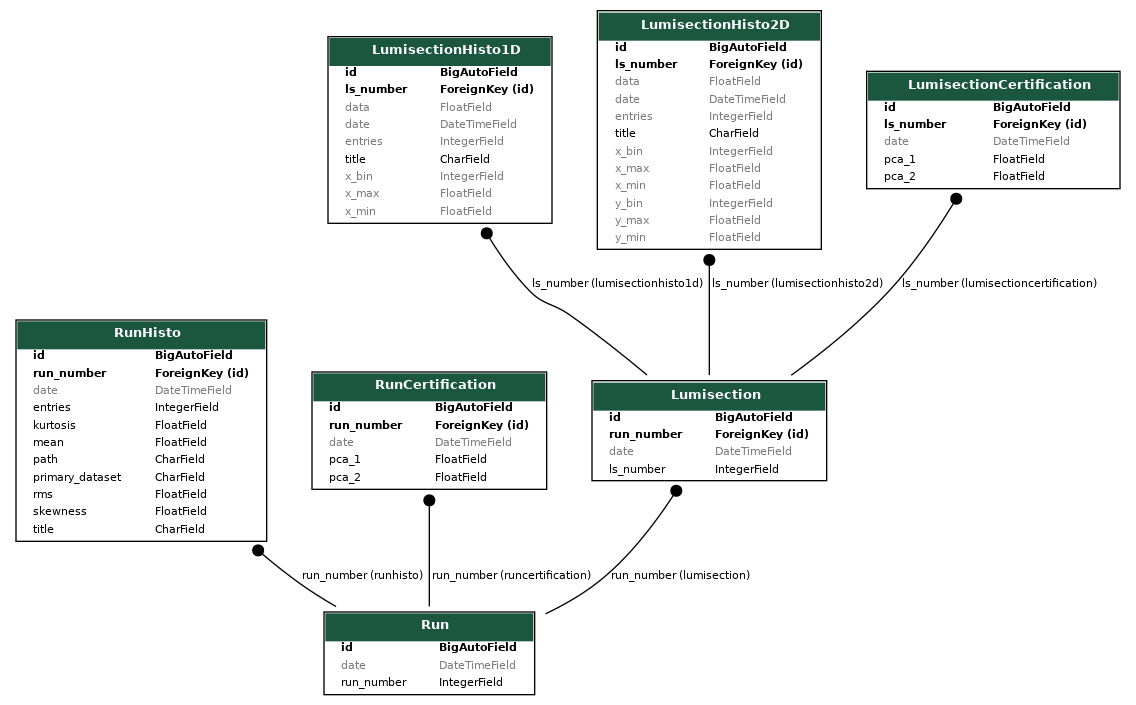 LumisectionHisto1D
id BigAutoField
ls_number ForeignKey (id)
data FloatField
date DateTimeField
entries IntegerField
title CharField
x_bin IntegerField
x_max FloatField
x_min FloatField
LumisectionHisto2D
id BigAutoField
ls_number ForeignKey (id)
data FloatField
date DateTimeField
entries IntegerField
title CharField
x_bin IntegerField
x_max FloatField
x_min FloatField
y_bin IntegerField
y_max FloatField
y_min FloatField
LumisectionCertification
id BigAutoField
ls_number ForeignKey (id)
date DateTimeField
pca_1 FloatField
pca_2 FloatField
ls_number (lumisectionhisto1d)
ls_number (lumisectionhisto2d)
ls_number (lumisectioncertification)
RunHisto
id BigAutoField
run_number ForeignKey (id)
date DateTimeField
entries IntegerField
kurtosis FloatField
mean FloatField
path CharField
primary_dataset CharField
rms FloatField
skewness FloatField
title CharField
RunCertification
id BigAutoField
run_number ForeignKey (id)
date DateTimeField
pca_1 FloatField
pca_2 FloatField
Lumisection
id BigAutoField
run_number ForeignKey (id)
date DateTimeField
ls_number IntegerField
run_number (runhisto)
run_number (runcertification)
run_number (lumisection)
Run
id BigAutoField
date DateTimeField
run_number IntegerField